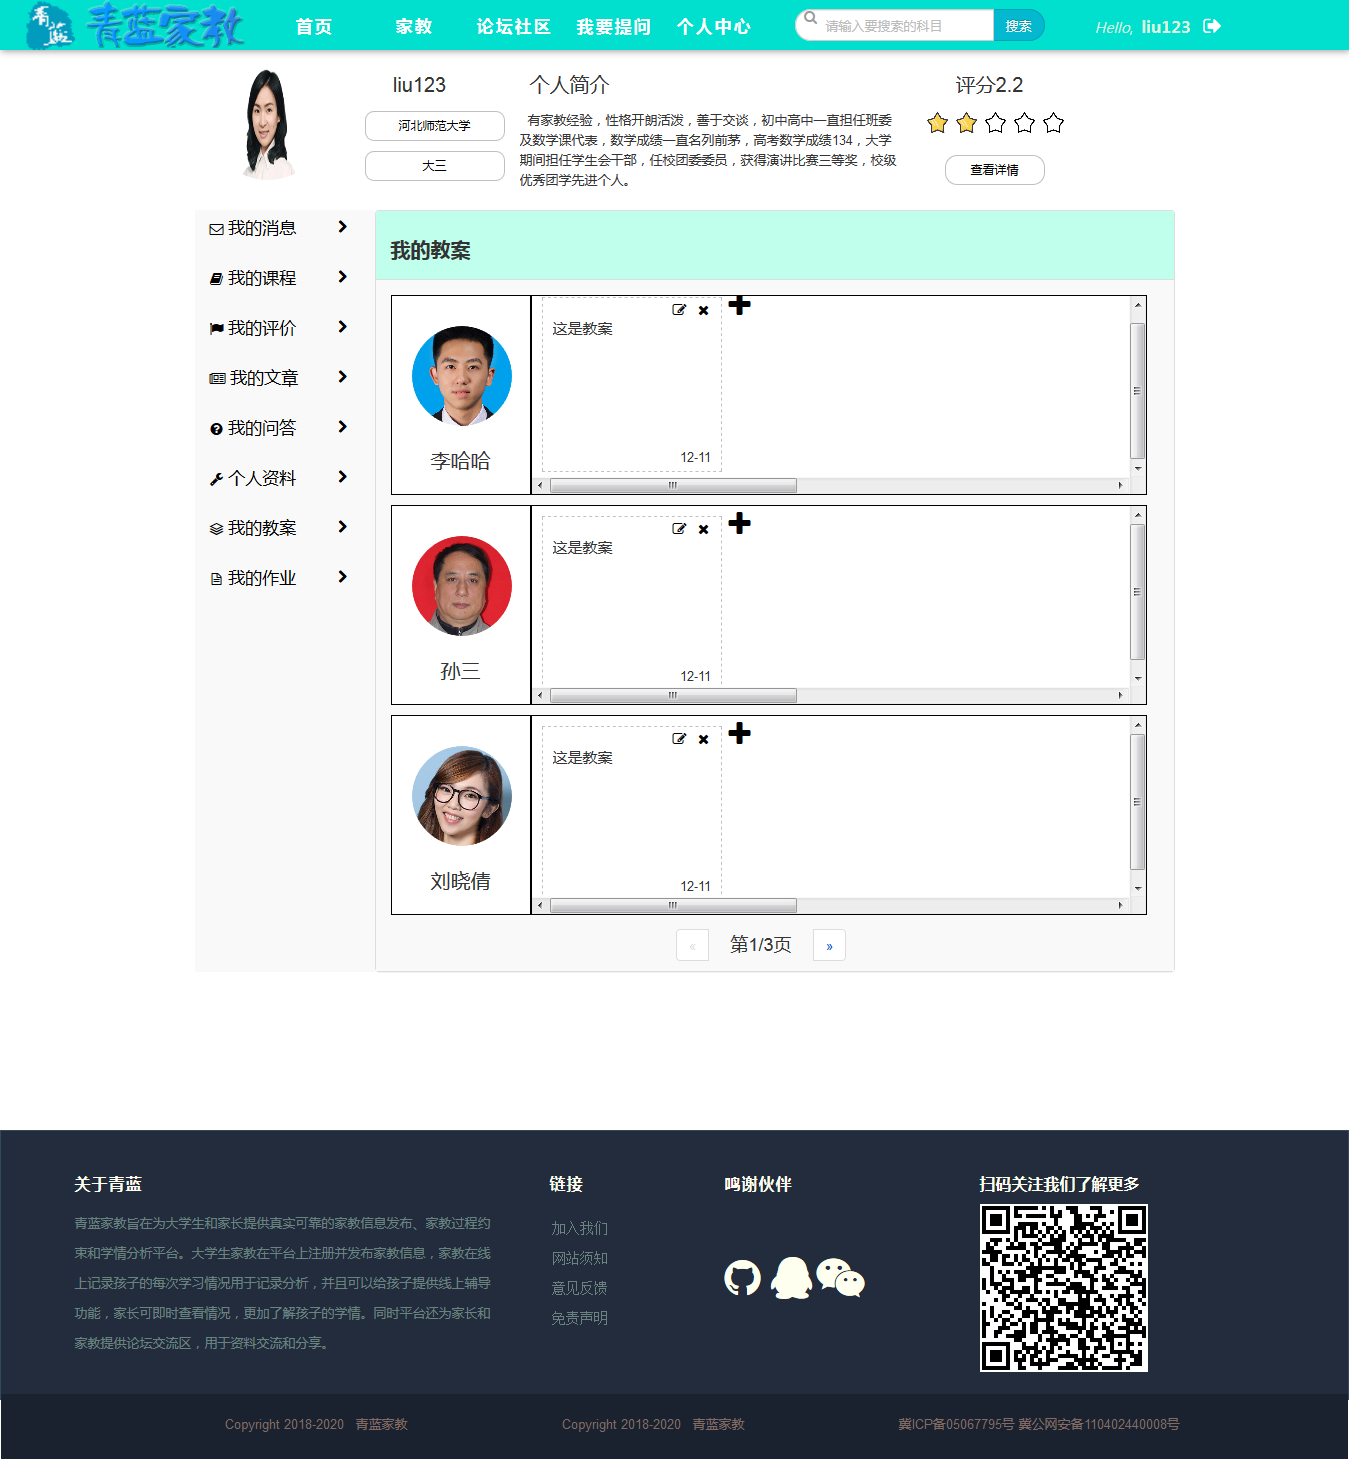 青蓝 青蓝家教 首页 家教 论坛社区 我要提问 个人中心 请输入要搜索的科目 搜索 Hello, liu123
liu123 个人简介 评分2.2
河北师范大学
大三
有家教经验，性格开朗活泼，善于交谈，初中高中一直担任班委
及数学课代表，数学成绩一直名列前茅，高考数学成绩134，大学
期间担任学生会干部，任校团委委员，获得演讲比赛三等奖，校级
优秀团学先进个人。
查看详情
我的消息
我的课程
我的评价
我的文章
我的问答
个人资料
我的教案
我的作业
我的教案
李哈哈
这是教案
12-11
孙三
这是教案
12-11
刘晓倩
这是教案
12-11
« 第1/3页 »
关于青蓝
青蓝家教旨在为大学生和家长提供真实可靠的家教信息发布、家教过程约
束和学情分析平台。大学生家教在平台上注册并发布家教信息，家教在线
上记录孩子的每次学习情况用于记录分析，并且可以给孩子提供线上辅导
功能，家长可即时查看情况，更加了解孩子的学情。同时平台还为家长和
家教提供论坛交流区，用于资料交流和分享。
链接
加入我们
网站须知
意见反馈
免责声明
鸣谢伙伴
扫码关注我们了解更多
Copyright 2018-2020 青蓝家教 Copyright 2018-2020 青蓝家教 冀ICP备05067795号 冀公网安备110402440008号